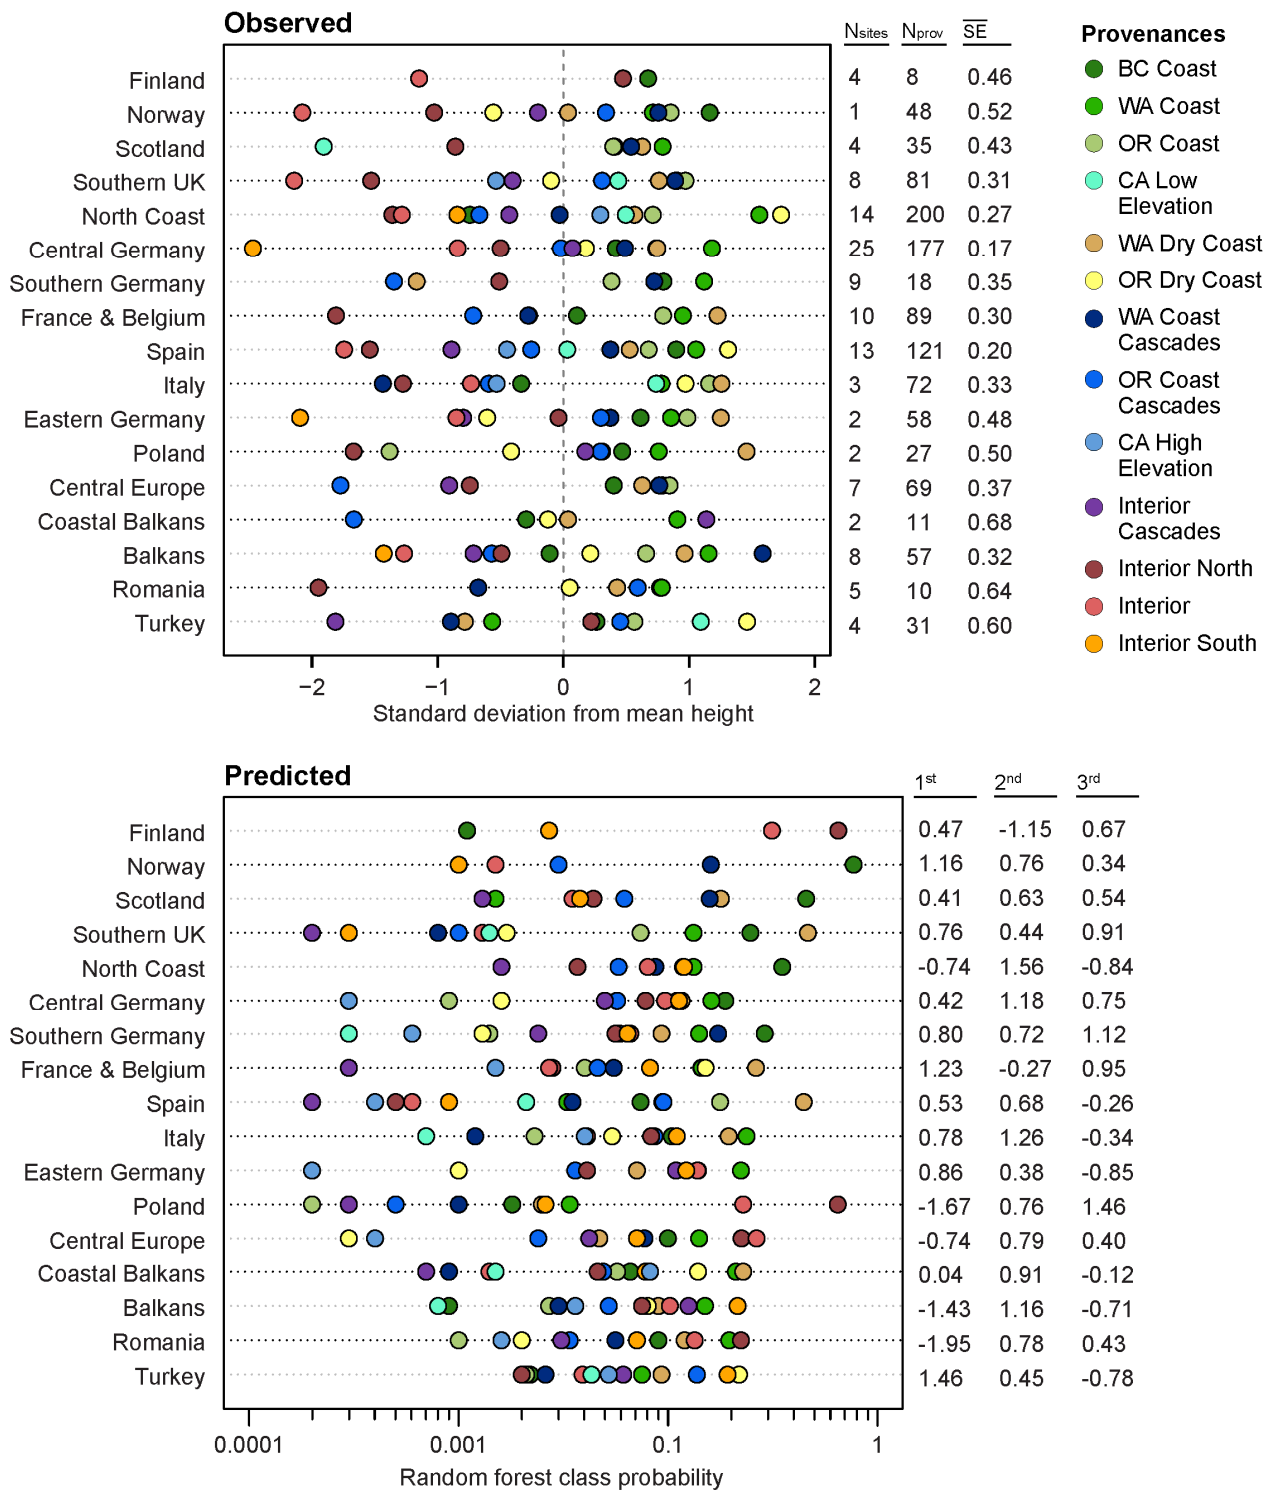 Observed
Nsites Nprov SE
Finland 4 8 0.46
Norway 1 48 0.52
Scotland 4 35 0.43
Southern UK 8 81 0.31
North Coast 14 200 0.27
Central Germany 25 177 0.17
Southern Germany 9 18 0.35
France & Belgium 10 89 0.30
Spain 13 121 0.20
Italy 3 72 0.33
Eastern Germany 2 58 0.48
Poland 2 27 0.50
Central Europe 7 69 0.37
Coastal Balkans 2 11 0.68
Balkans 8 57 0.32
Romania 5 10 0.64
Turkey 4 31 0.60
−2 −1 0 1 2
Standard deviation from mean height
Provenances
BC Coast
WA Coast
OR Coast
CA Low
Elevation
WA Dry Coast
OR Dry Coast
WA Coast
Cascades
OR Coast
Cascades
CA High
Elevation
Interior
Cascades
Interior North
Interior
Interior South
Predicted
1st 2nd 3rd
Finland 0.47 -1.15 0.67
Norway 1.16 0.76 0.34
Scotland 0.41 0.63 0.54
Southern UK 0.76 0.44 0.91
North Coast -0.74 1.56 -0.84
Central Germany 0.42 1.18 0.75
Southern Germany 0.80 0.72 1.12
France & Belgium 1.23 -0.27 0.95
Spain 0.53 0.68 -0.26
Italy 0.78 1.26 -0.34
Eastern Germany 0.86 0.38 -0.85
Poland -1.67 0.76 1.46
Central Europe -0.74 0.79 0.40
Coastal Balkans 0.04 0.91 -0.12
Balkans -1.43 1.16 -0.71
Romania -1.95 0.78 0.43
Turkey 1.46 0.45 -0.78
0.0001 0.001 0.1 1
Random forest class probability